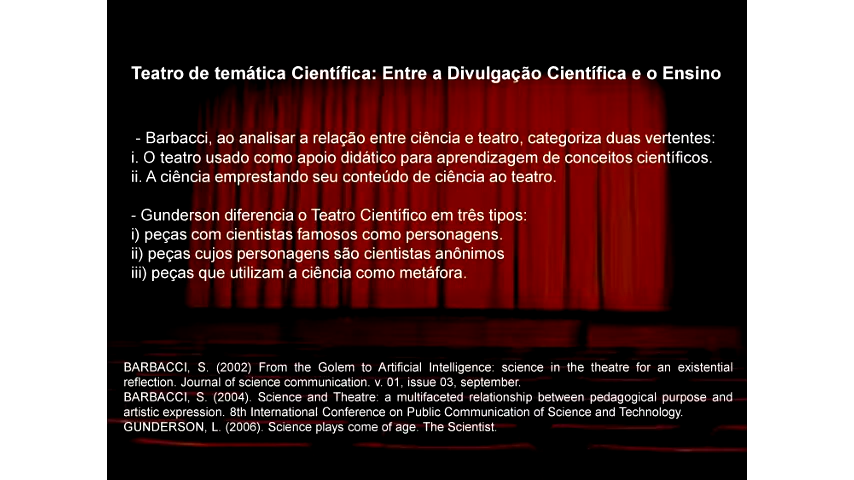 Teatro de temática Científica: Entre a Divulgação Científica e o Ensino
- Barbacci, ao analisar a relação entre ciência e teatro, categoriza duas vertentes:
i. O teatro usado como apoio didático para aprendizagem de conceitos científicos.
ii. A ciência emprestando seu conteúdo de ciência ao teatro.
- Gunderson diferencia o Teatro Científico em três tipos:
i) peças com cientistas famosos como personagens.
ii) peças cujos personagens são cientistas anônimos
iii) peças que utilizam a ciência como metáfora.
BARBACCI, S. (2002) From the Golem to Artificial Intelligence: science in the theatre for an existential
reflection. Journal of science communication. v. 01, issue 03, september.
BARBACCI, S. (2004). Science and Theatre: a multifaceted relationship between pedagogical purpose and
artistic expression. 8th International Conference on Public Communication of Science and Technology.
GUNDERSON, L. (2006). Science plays come of age. The Scientist.